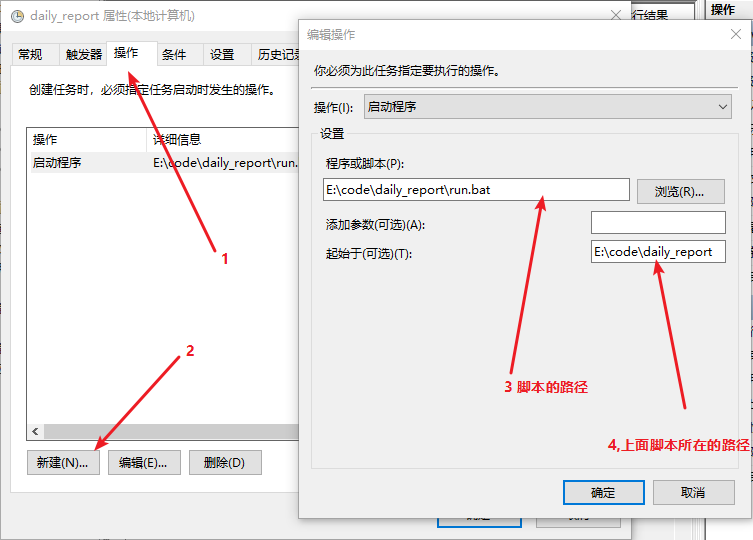 daily_report 属性(本地计算机)
行结果
操作
常规
触发器
操作
条件
设置
历史记录
创建任务时，必须指定任务启动时发生的操作。
操作
详细信息
启动程序
E:\code\daily_report\run.
1
2
新建(N)...
编辑(E)...
删除(D)
编辑操作
你必须为此任务指定要执行的操作。
操作(I):
启动程序
设置
程序或脚本(P):
E:\code\daily_report\run.bat
浏览(R)...
添加参数(可选)(A):
起始于(可选)(T):
E:\code\daily_report
3 脚本的路径
4,上面脚本所在的路径
确定
取消